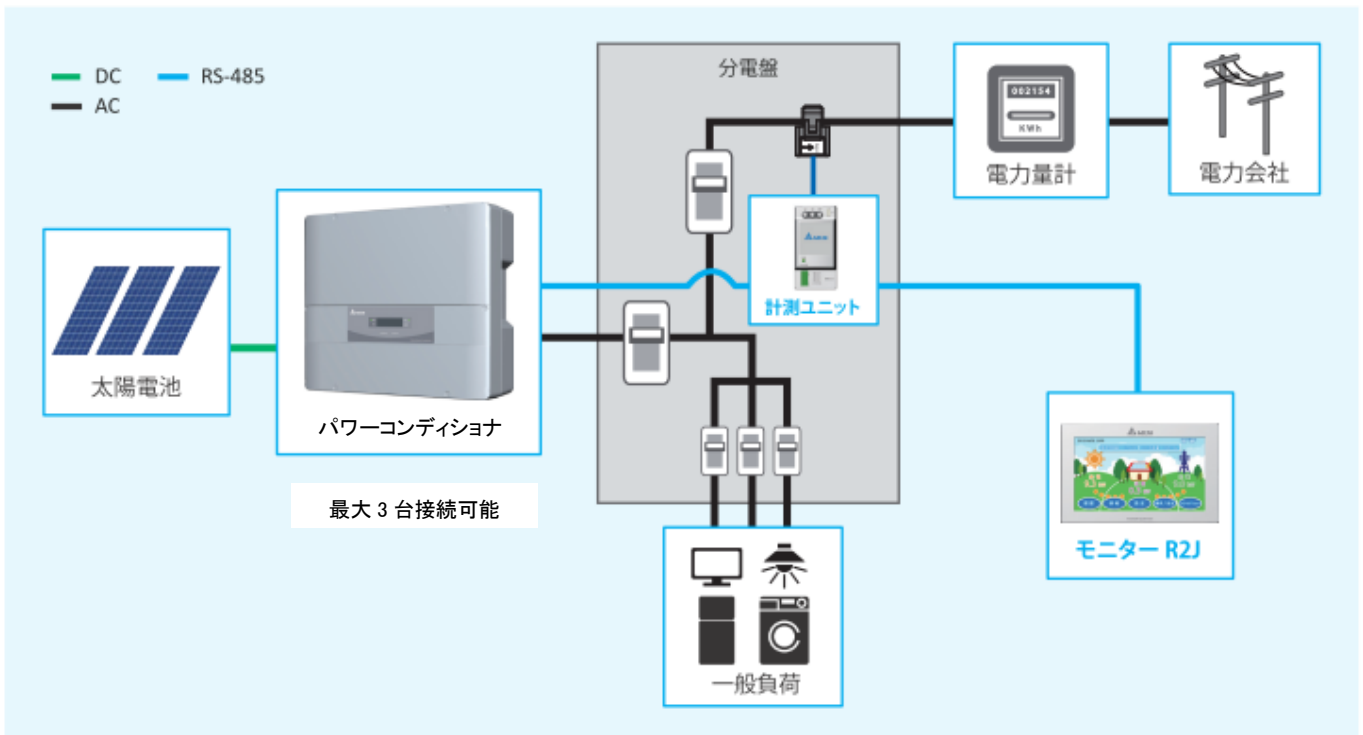 DC
RS-485
AC
分電盤
002154
KWh
電力量計
電力会社
計測ユニット
太陽電池
パワーコンディショナ
最大 3 台接続可能
モニター R2J
一般負荷